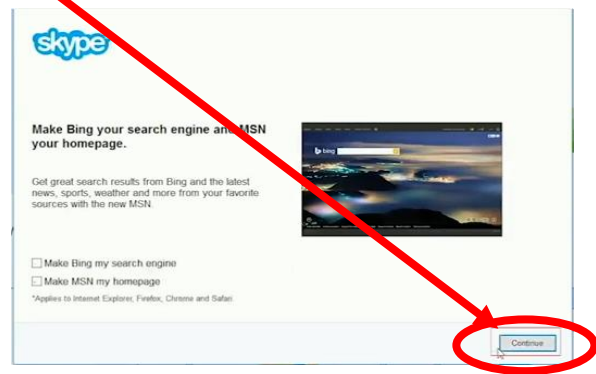 skype
Make Bing your search engine and MSN
your homepage.
Get great search results from Bing and the latest
news, sports, weather and more from your favorite
sources with the new MSN.
bing
Make Bing my search engine
Make MSN my homepage
*Applies to Internet Explorer, Firefox, Chrome and Safari
Continue